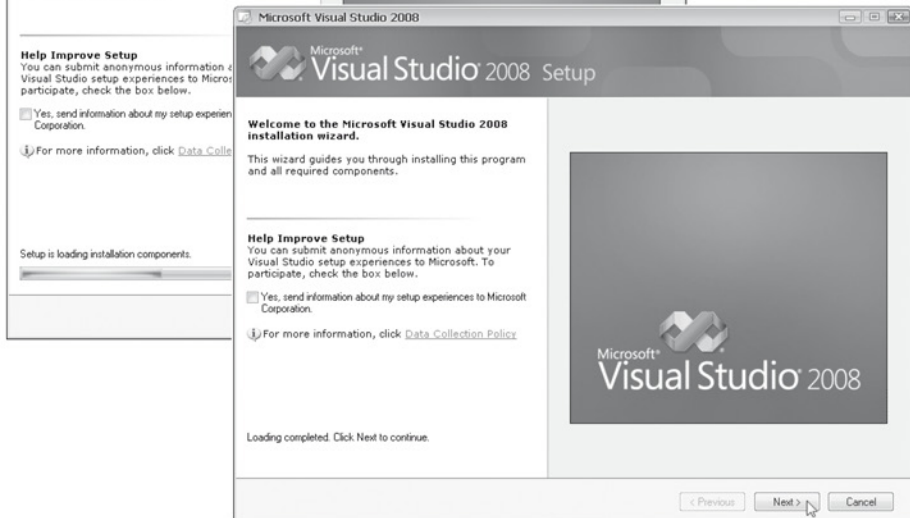 Help Improve Setup
You can submit anonymous information
Visual Studio setup experiences to Micros
participate, check the box below.
Yes, send information about my setup experien
Corporation.
For more information, click Data Colle
Setup is loading installation components.
Microsoft Visual Studio 2008
Microsoft®
Visual Studio® 2008 Setup
Welcome to the Microsoft Visual Studio 2008
installation wizard.
This wizard guides you through installing this program
and all required components.
Help Improve Setup
You can submit anonymous information about your
Visual Studio setup experiences to Microsoft. To
participate, check the box below.
Yes, send information about my setup experiences to Microsoft
Corporation.
For more information, click Data Collection Policy
Loading completed. Click Next to continue.
Microsoft®
Visual Studio® 2008
< Previous
Next >
Cancel